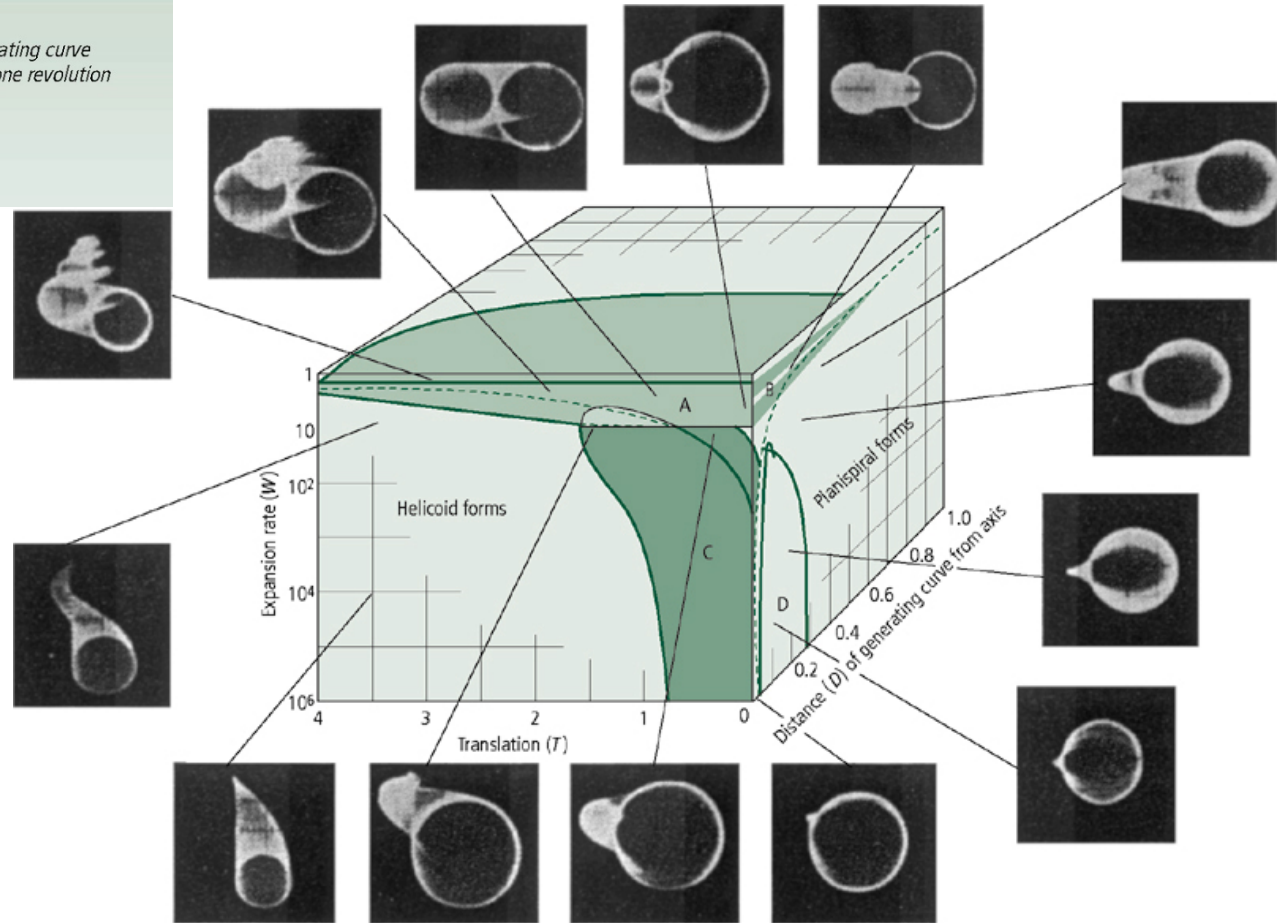 ating curve
one revolution
1
10
10²
10⁴
10⁶
Expansion rate (W)
4
3
2
1
0
Translation (T)
Helicoid forms
A
B
C
D
Planispiral forms
0.2
0.4
0.6
0.8
1.0
Distance (D) of generating curve from axis